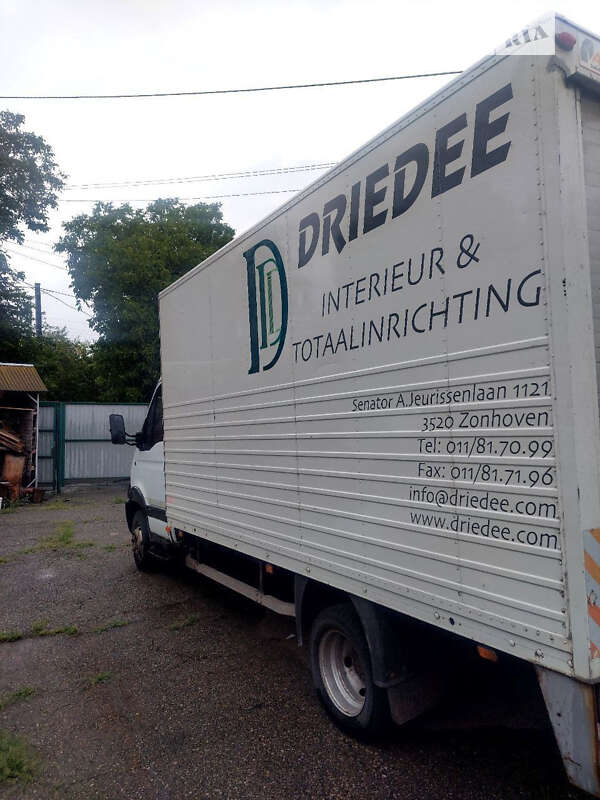 RIA
DRIEDEE
INTERIEUR &
TOTAALINRICHTING
Senator A.Jeurissenlaan 1121
3520 Zonhoven
Tel: 011/81.70.99
Fax: 011/81.71.96
info@driedee.com
www.driedee.com